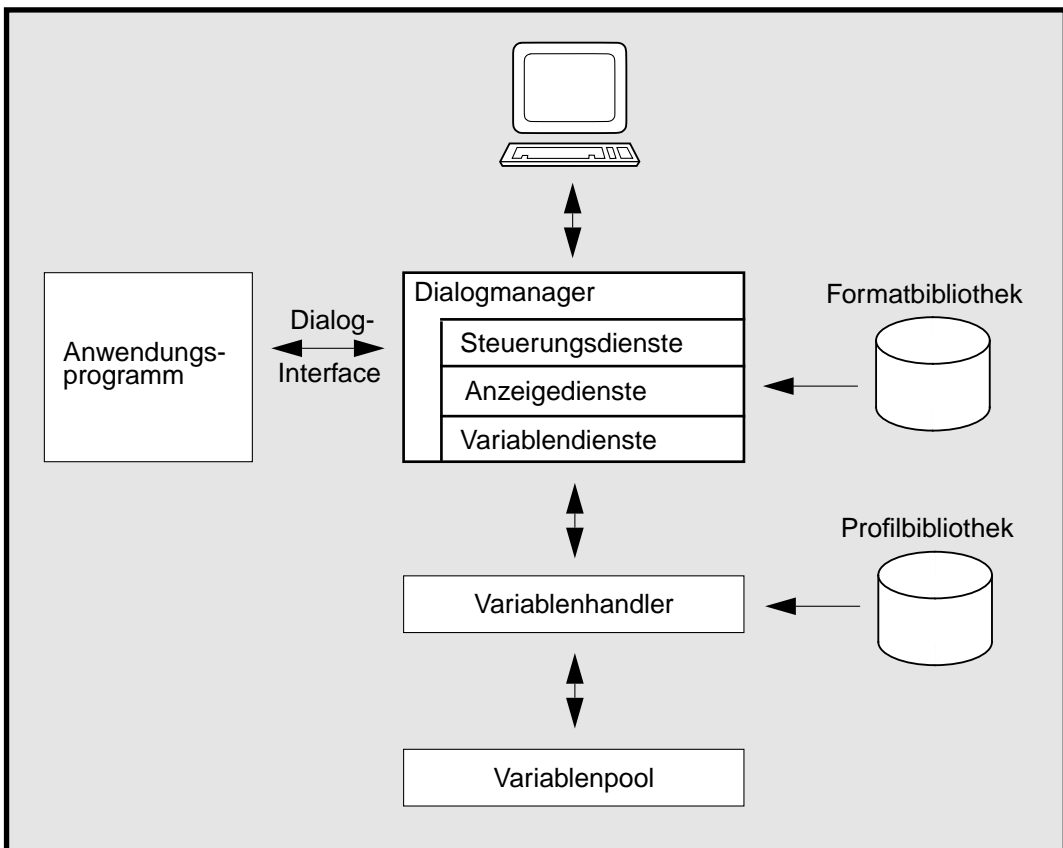 Dialogmanager
Formatbibliothek
Dialog-
Interface
Anwendungs-
programm
Steuerungsdienste
Anzeigedienste
Variablendienste
Profilbibliothek
Variablenhandler
Variablenpool